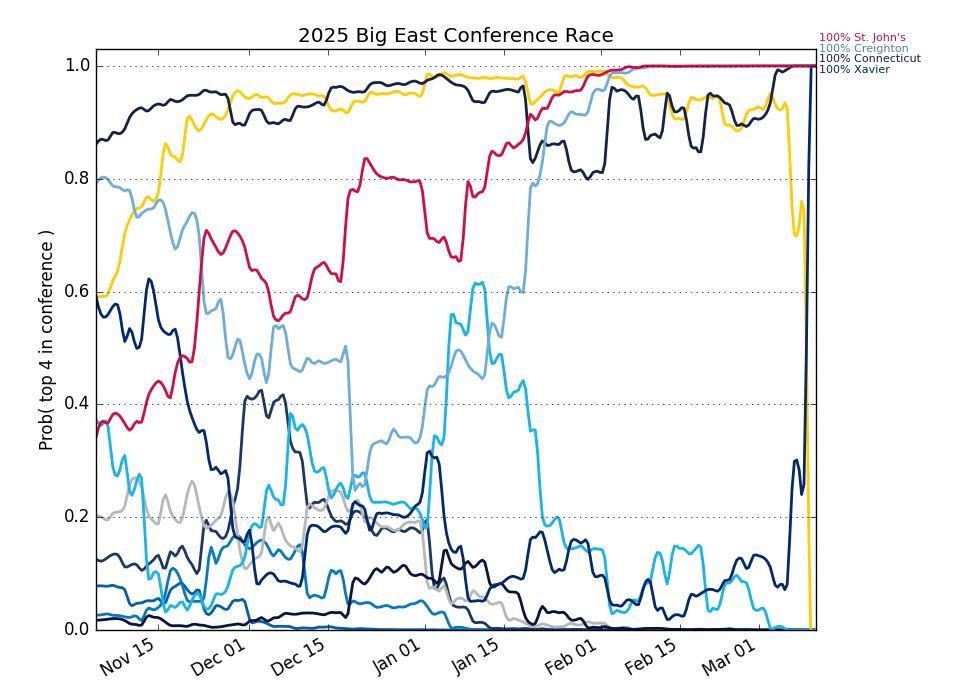 2025 Big East Conference Race
100% St. John's
100% Creighton
100% Connecticut
100% Xavier
Prob( top 4 in conference )
1.0
0.8
0.6
0.4
0.2
0.0
Nov 15
Dec 01
Dec 15
Jan 01
Jan 15
Feb 01
Feb 15
Mar 01